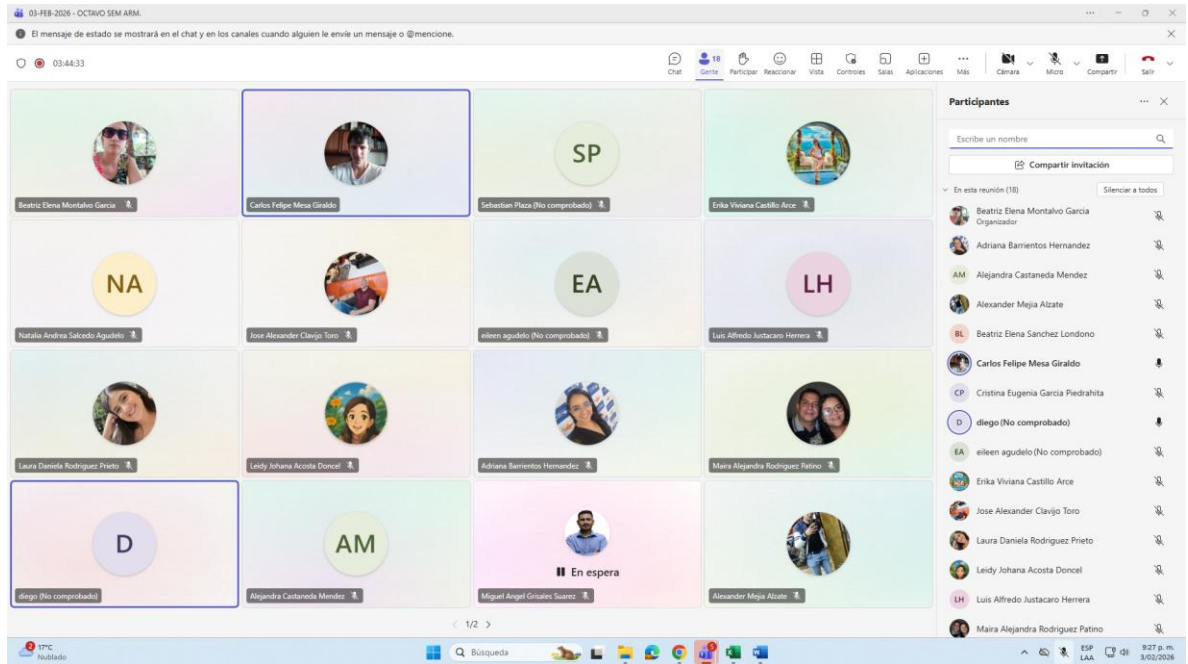 03-FEB-2026 - OCTAVO SEM ARM.
El mensaje de estado se mostrará en el chat y en los canales cuando alguien le envíe un mensaje o @mencione.
03:44:33
18
Chat Gente Participar Reaccionar Vista Controles Salas Aplicaciones Más Cámara Micro Compartir Salir
Beatriz Elena Montalvo Garcia
Carlos Felipe Mesa Giraldo
SP
Sebastian Plaza (No comprobado)
Erika Viviana Castillo Arce
NA
Natalia Andrea Salcedo Agudelo
Jose Alexander Clavijo Toro
EA
eileen agudelo (No comprobado)
LH
Luis Alfredo Justacaro Herrera
Laura Daniela Rodriguez Prieto
Leidy Johana Acosta Doncel
Adriana Barrientos Hernandez
Maira Alejandra Rodriguez Patino
D
diego (No comprobado)
AM
Alejandra Castaneda Mendez
En espera
Miguel Angel Grisales Suarez
Alexander Mejia Alzate
1/2
Participantes
Escribe un nombre
Compartir invitación
En esta reunión (18) Silenciar a todos
Beatriz Elena Montalvo Garcia
Organizador
Adriana Barrientos Hernandez
AM Alejandra Castaneda Mendez
Alexander Mejia Alzate
BL Beatriz Elena Sanchez Londono
Carlos Felipe Mesa Giraldo
CP Cristina Eugenia Garcia Piedrahita
D diego (No comprobado)
EA eileen agudelo (No comprobado)
Erika Viviana Castillo Arce
Jose Alexander Clavijo Toro
Laura Daniela Rodriguez Prieto
Leidy Johana Acosta Doncel
LH Luis Alfredo Justacaro Herrera
Maira Alejandra Rodriguez Patino
2
17°C
Nublado
Búsqueda
5
ESP
LAA
9:27 p. m.
3/02/2026